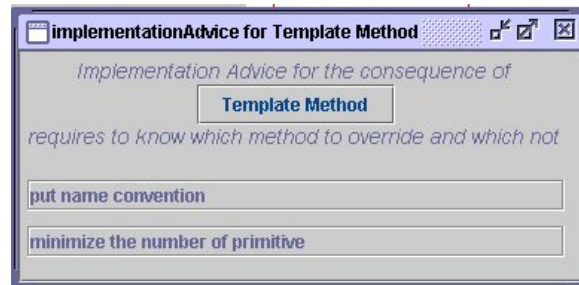 implementationAdvice for Template Method
Implementation Advice for the consequence of
Template Method
requires to know which method to override and which not
put name convention
minimize the number of primitive